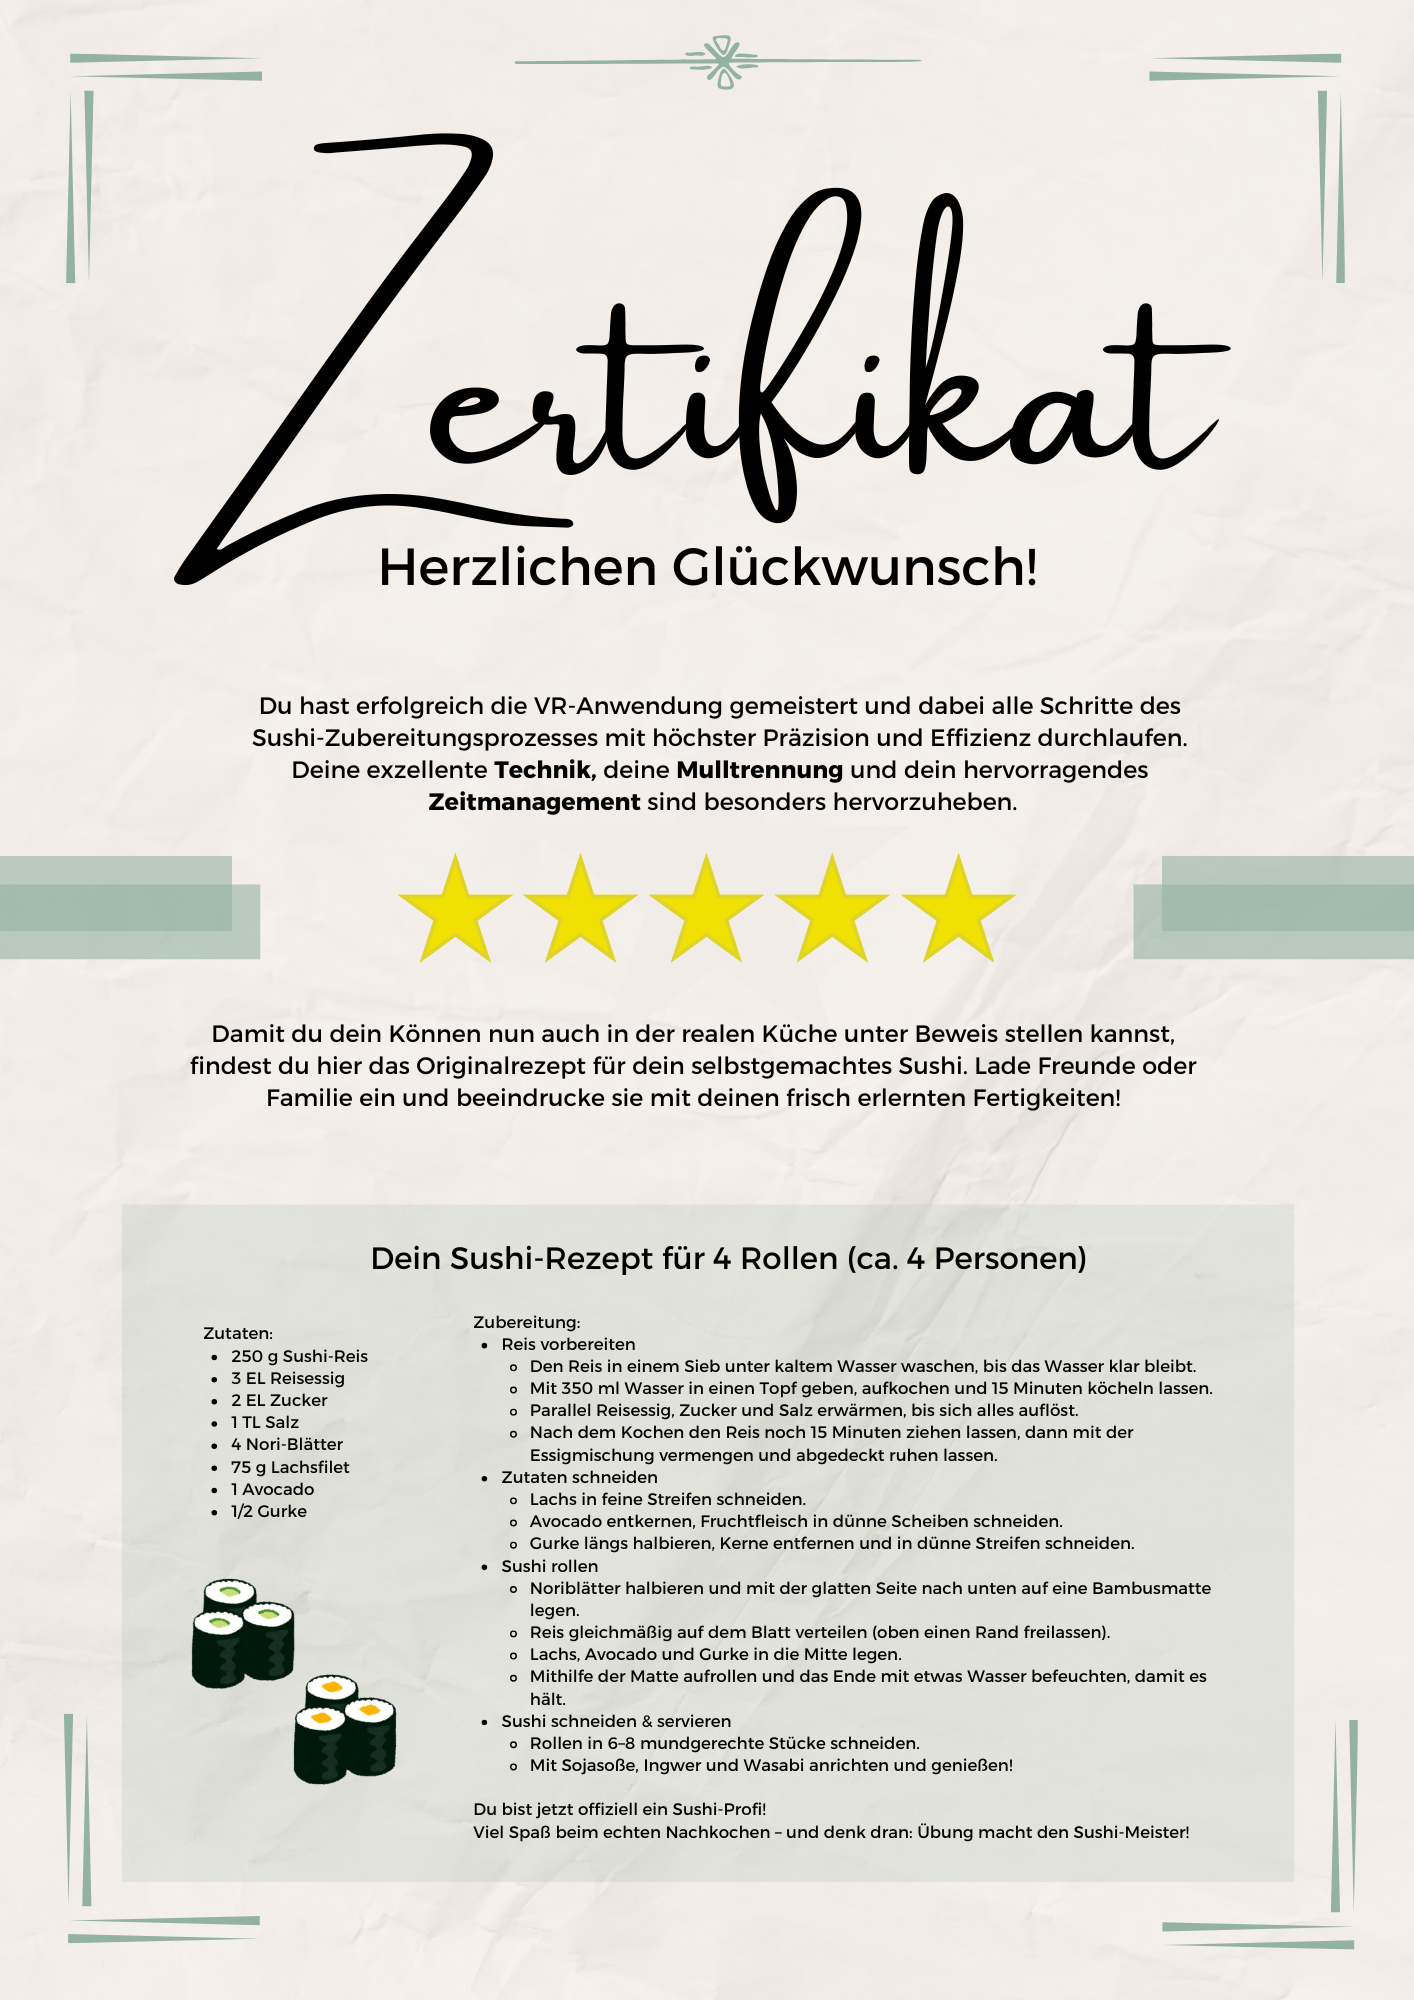 Zertifikat
Herzlichen Glückwunsch!
Du hast erfolgreich die VR-Anwendung gemeistert und dabei alle Schritte des
Sushi-Zubereitungsprozesses mit höchster Präzision und Effizienz durchlaufen.
Deine exzellente Technik, deine Mulltrennung und dein hervorragendes
Zeitmanagement sind besonders hervorzuheben.
Damit du dein Können nun auch in der realen Küche unter Beweis stellen kannst,
findest du hier das Originalrezept für dein selbstgemachtes Sushi. Lade Freunde oder
Familie ein und beeindrucke sie mit deinen frisch erlernten Fertigkeiten!
Dein Sushi-Rezept für 4 Rollen (ca. 4 Personen)
Zutaten:
• 250 g Sushi-Reis
• 3 EL Reisessig
• 2 EL Zucker
• 1 TL Salz
• 4 Nori-Blätter
• 75 g Lachsfilet
• 1 Avocado
• 1/2 Gurke
Zubereitung:
• Reis vorbereiten
◦ Den Reis in einem Sieb unter kaltem Wasser waschen, bis das Wasser klar bleibt.
◦ Mit 350 ml Wasser in einen Topf geben, aufkochen und 15 Minuten köcheln lassen.
◦ Parallel Reisessig, Zucker und Salz erwärmen, bis sich alles auflöst.
◦ Nach dem Kochen den Reis noch 15 Minuten ziehen lassen, dann mit der
Essigmischung vermengen und abgedeckt ruhen lassen.
• Zutaten schneiden
◦ Lachs in feine Streifen schneiden.
◦ Avocado entkernen, Fruchtfleisch in dünne Scheiben schneiden.
◦ Gurke längs halbieren, Kerne entfernen und in dünne Streifen schneiden.
• Sushi rollen
◦ Noriblätter halbieren und mit der glatten Seite nach unten auf eine Bambusmatte
legen.
◦ Reis gleichmäßig auf dem Blatt verteilen (oben einen Rand freilassen).
◦ Lachs, Avocado und Gurke in die Mitte legen.
◦ Mithilfe der Matte aufrollen und das Ende mit etwas Wasser befeuchten, damit es
hält.
• Sushi schneiden & servieren
◦ Rollen in 6–8 mundgerechte Stücke schneiden.
◦ Mit Sojasoße, Ingwer und Wasabi anrichten und genießen!
Du bist jetzt offiziell ein Sushi-Profi!
Viel Spaß beim echten Nachkochen – und denk dran: Übung macht den Sushi-Meister!